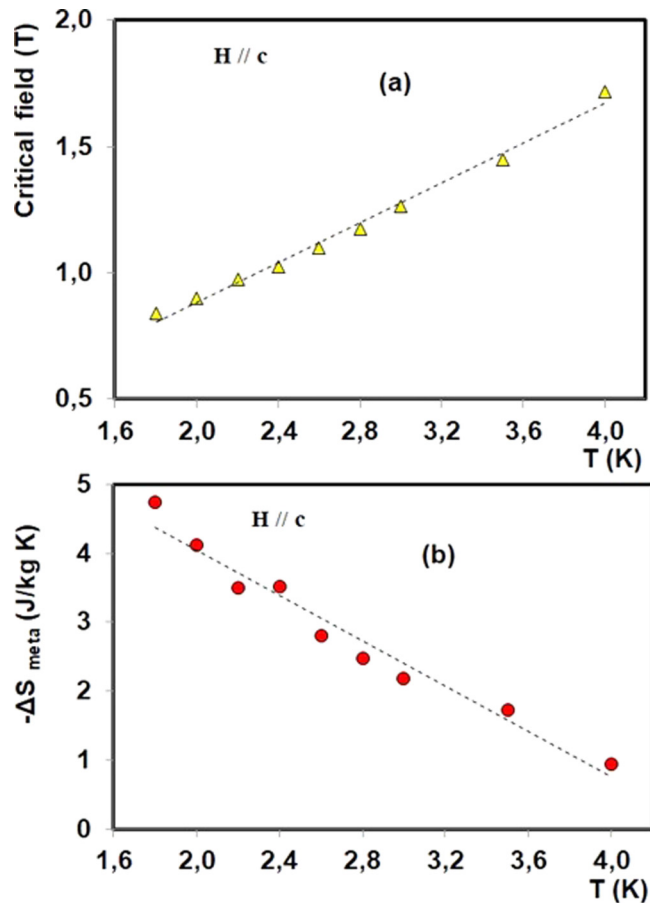 Critical field (T)
2,0
1,5
1,0
0,5
H // c
(a)
1,6 2,0 2,4 2,8 3,2 3,6 4,0
T (K)
-ΔS meta (J/kg K)
5
4
3
2
1
0
H // c
(b)
1,6 2,0 2,4 2,8 3,2 3,6 4,0
T (K)